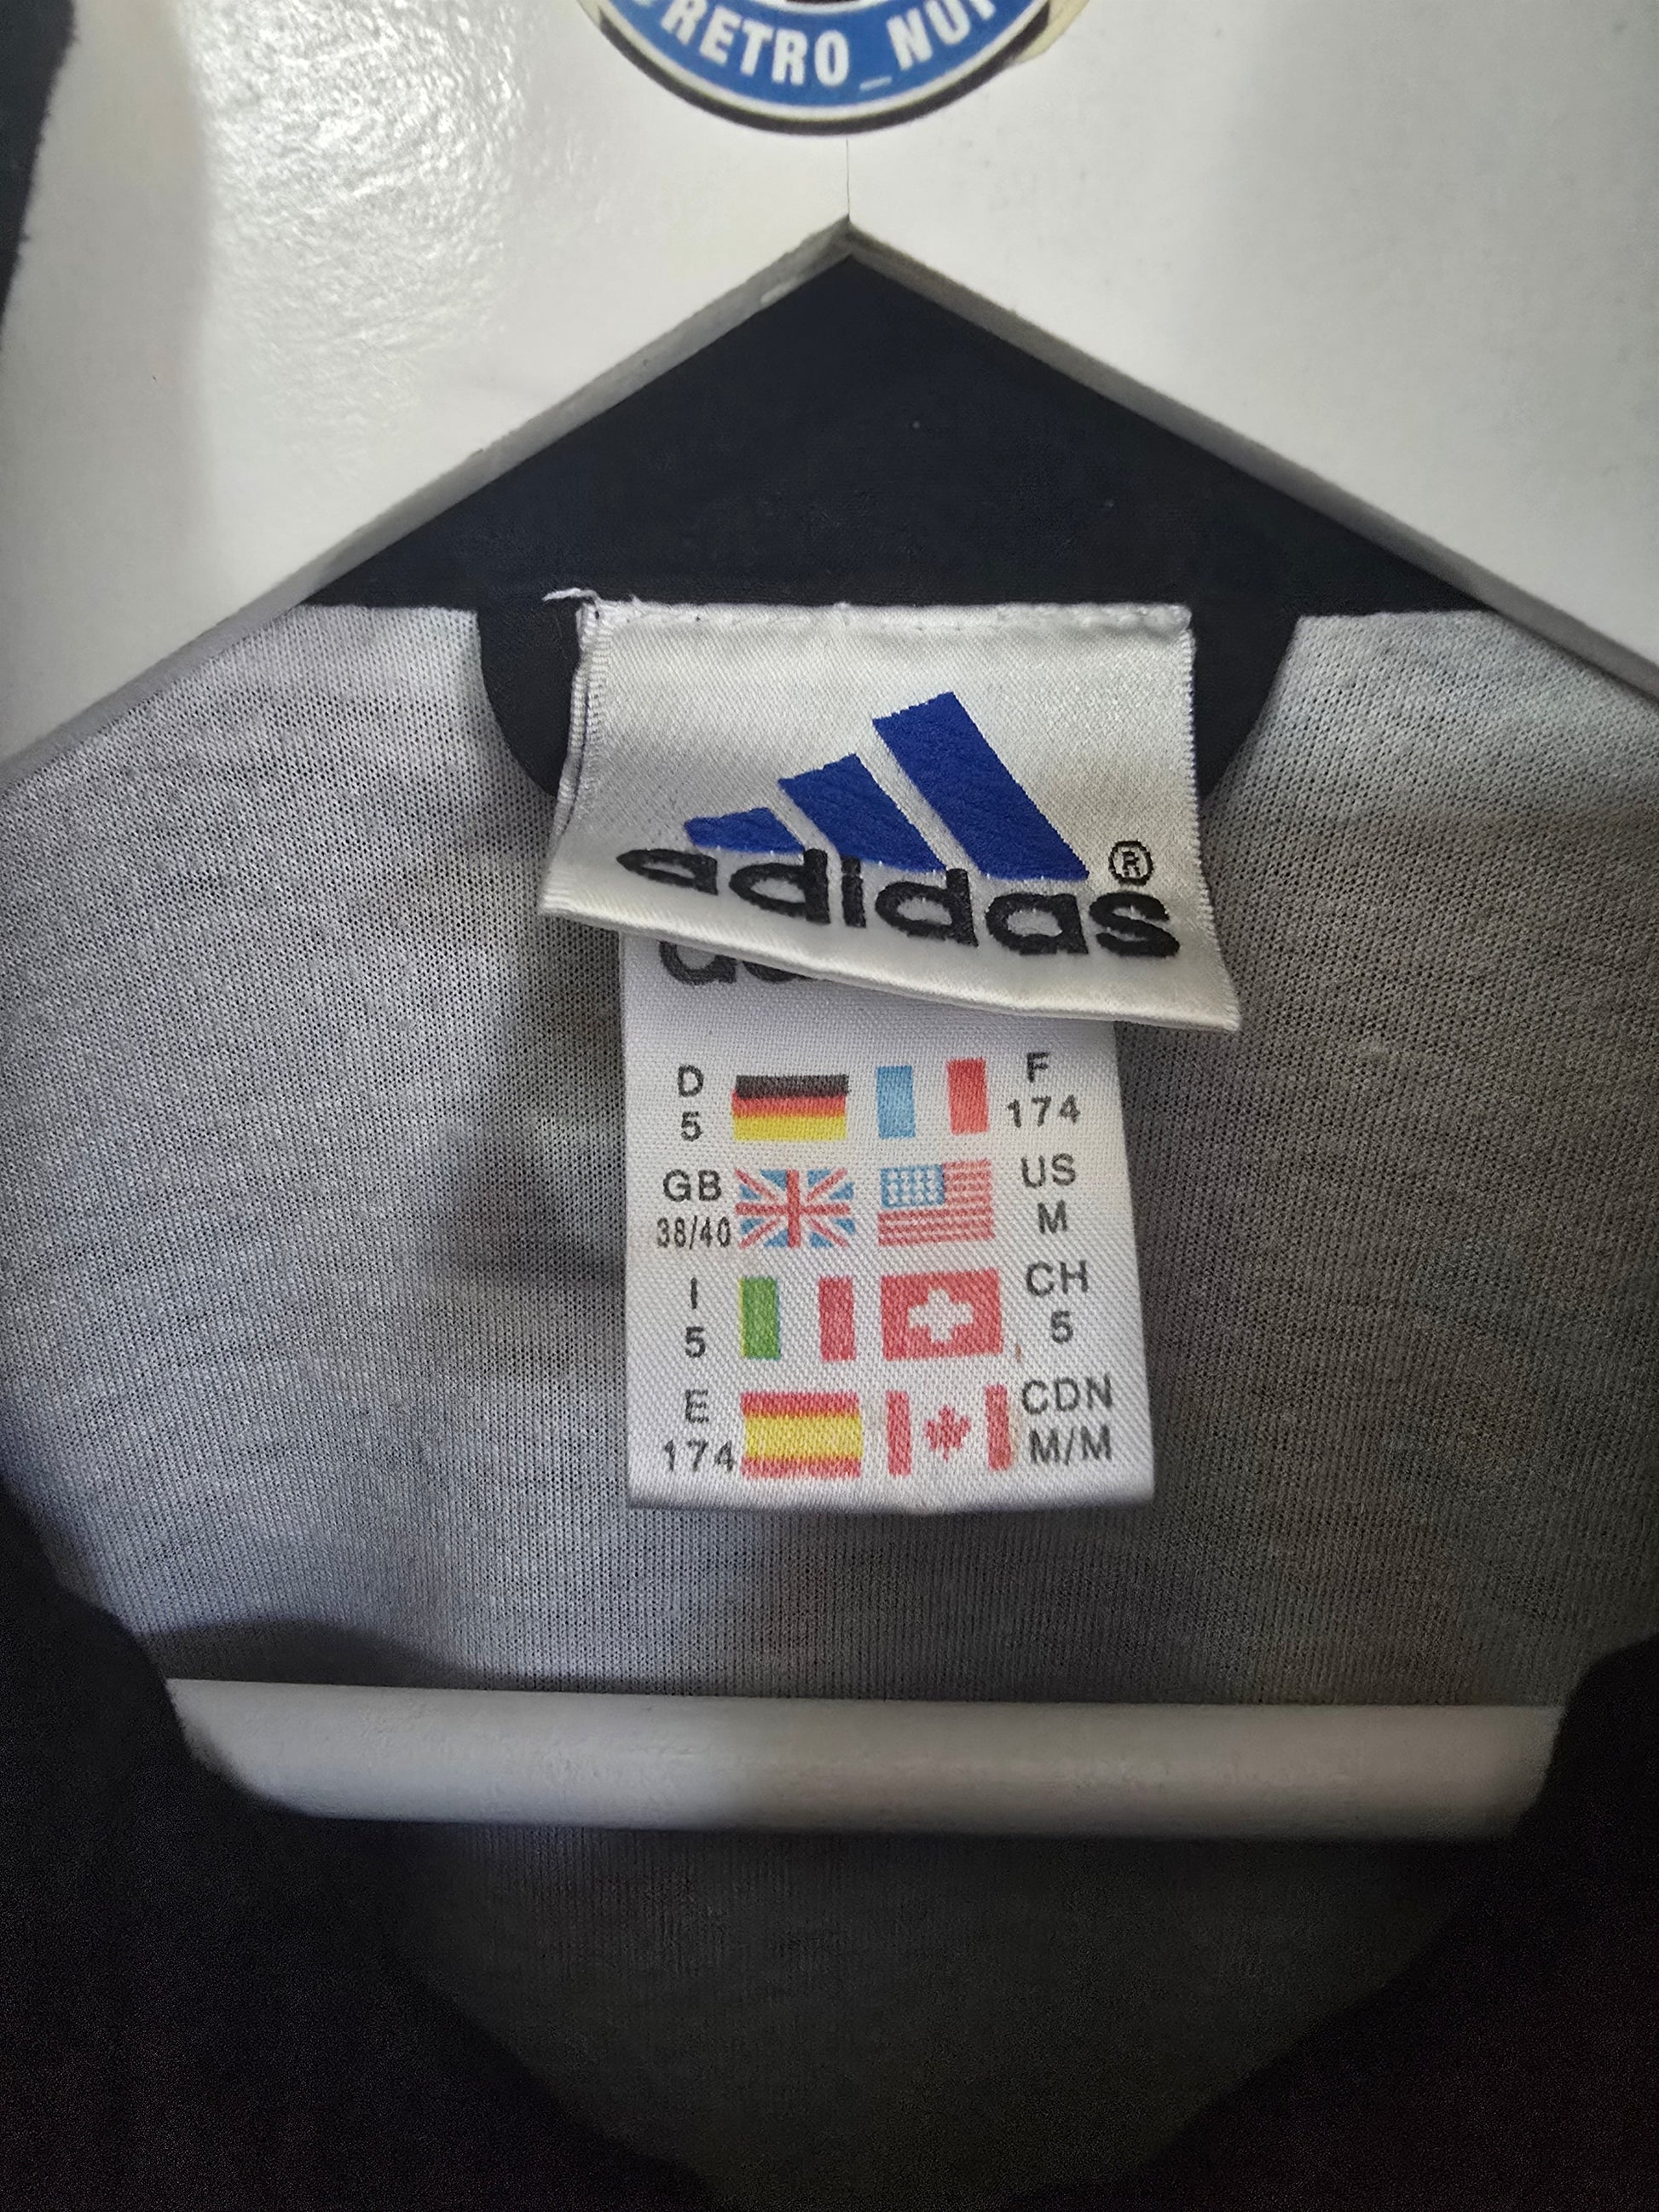 RETRO_NU
adidas®
D F
5 174
GB US
38/40 M
I CH
5 5
E CDN
174 M/M